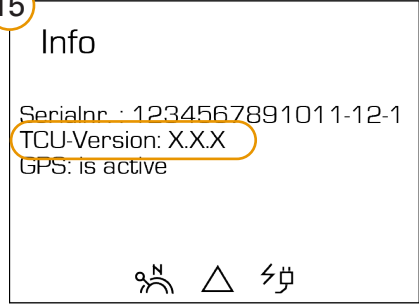 15
Info
Serialnr. : 1234567891011-12-1
TCU-Version: X.X.X
GPS: is active
N